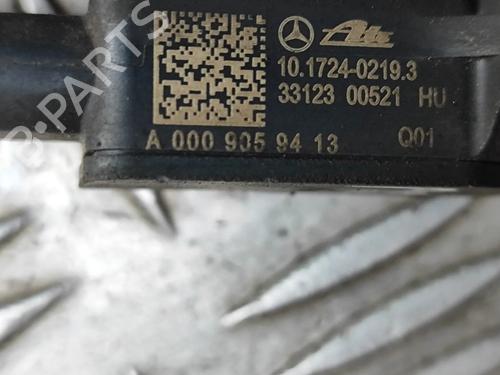 Ate
10.1724-0219.3
33123 00521 HU
A 000 905 94 13 Q01
B-PARTS